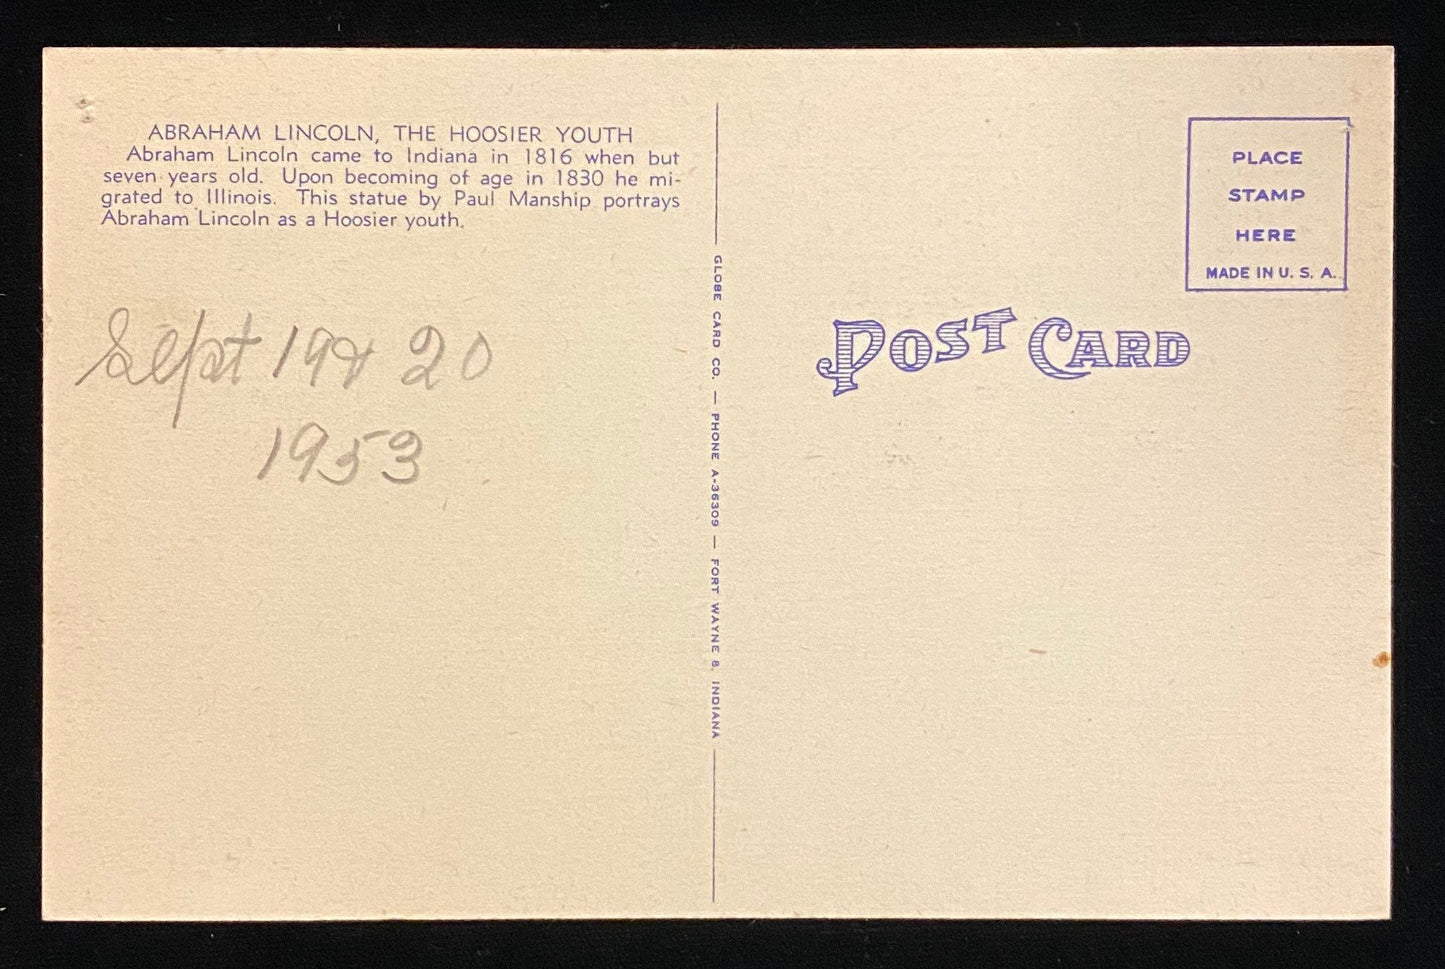 ABRAHAM LINCOLN, THE HOOSIER YOUTH
Abraham Lincoln came to Indiana in 1816 when but
seven years old. Upon becoming of age in 1830 he mi-
grated to Illinois. This statue by Paul Manship portrays
Abraham Lincoln as a Hoosier youth.
Sept 19 & 20
1953
GLOBE CARD CO. — PHONE A-36309 — FORT WAYNE 8, INDIANA
PLACE
STAMP
HERE
MADE IN U. S. A.
POST CARD